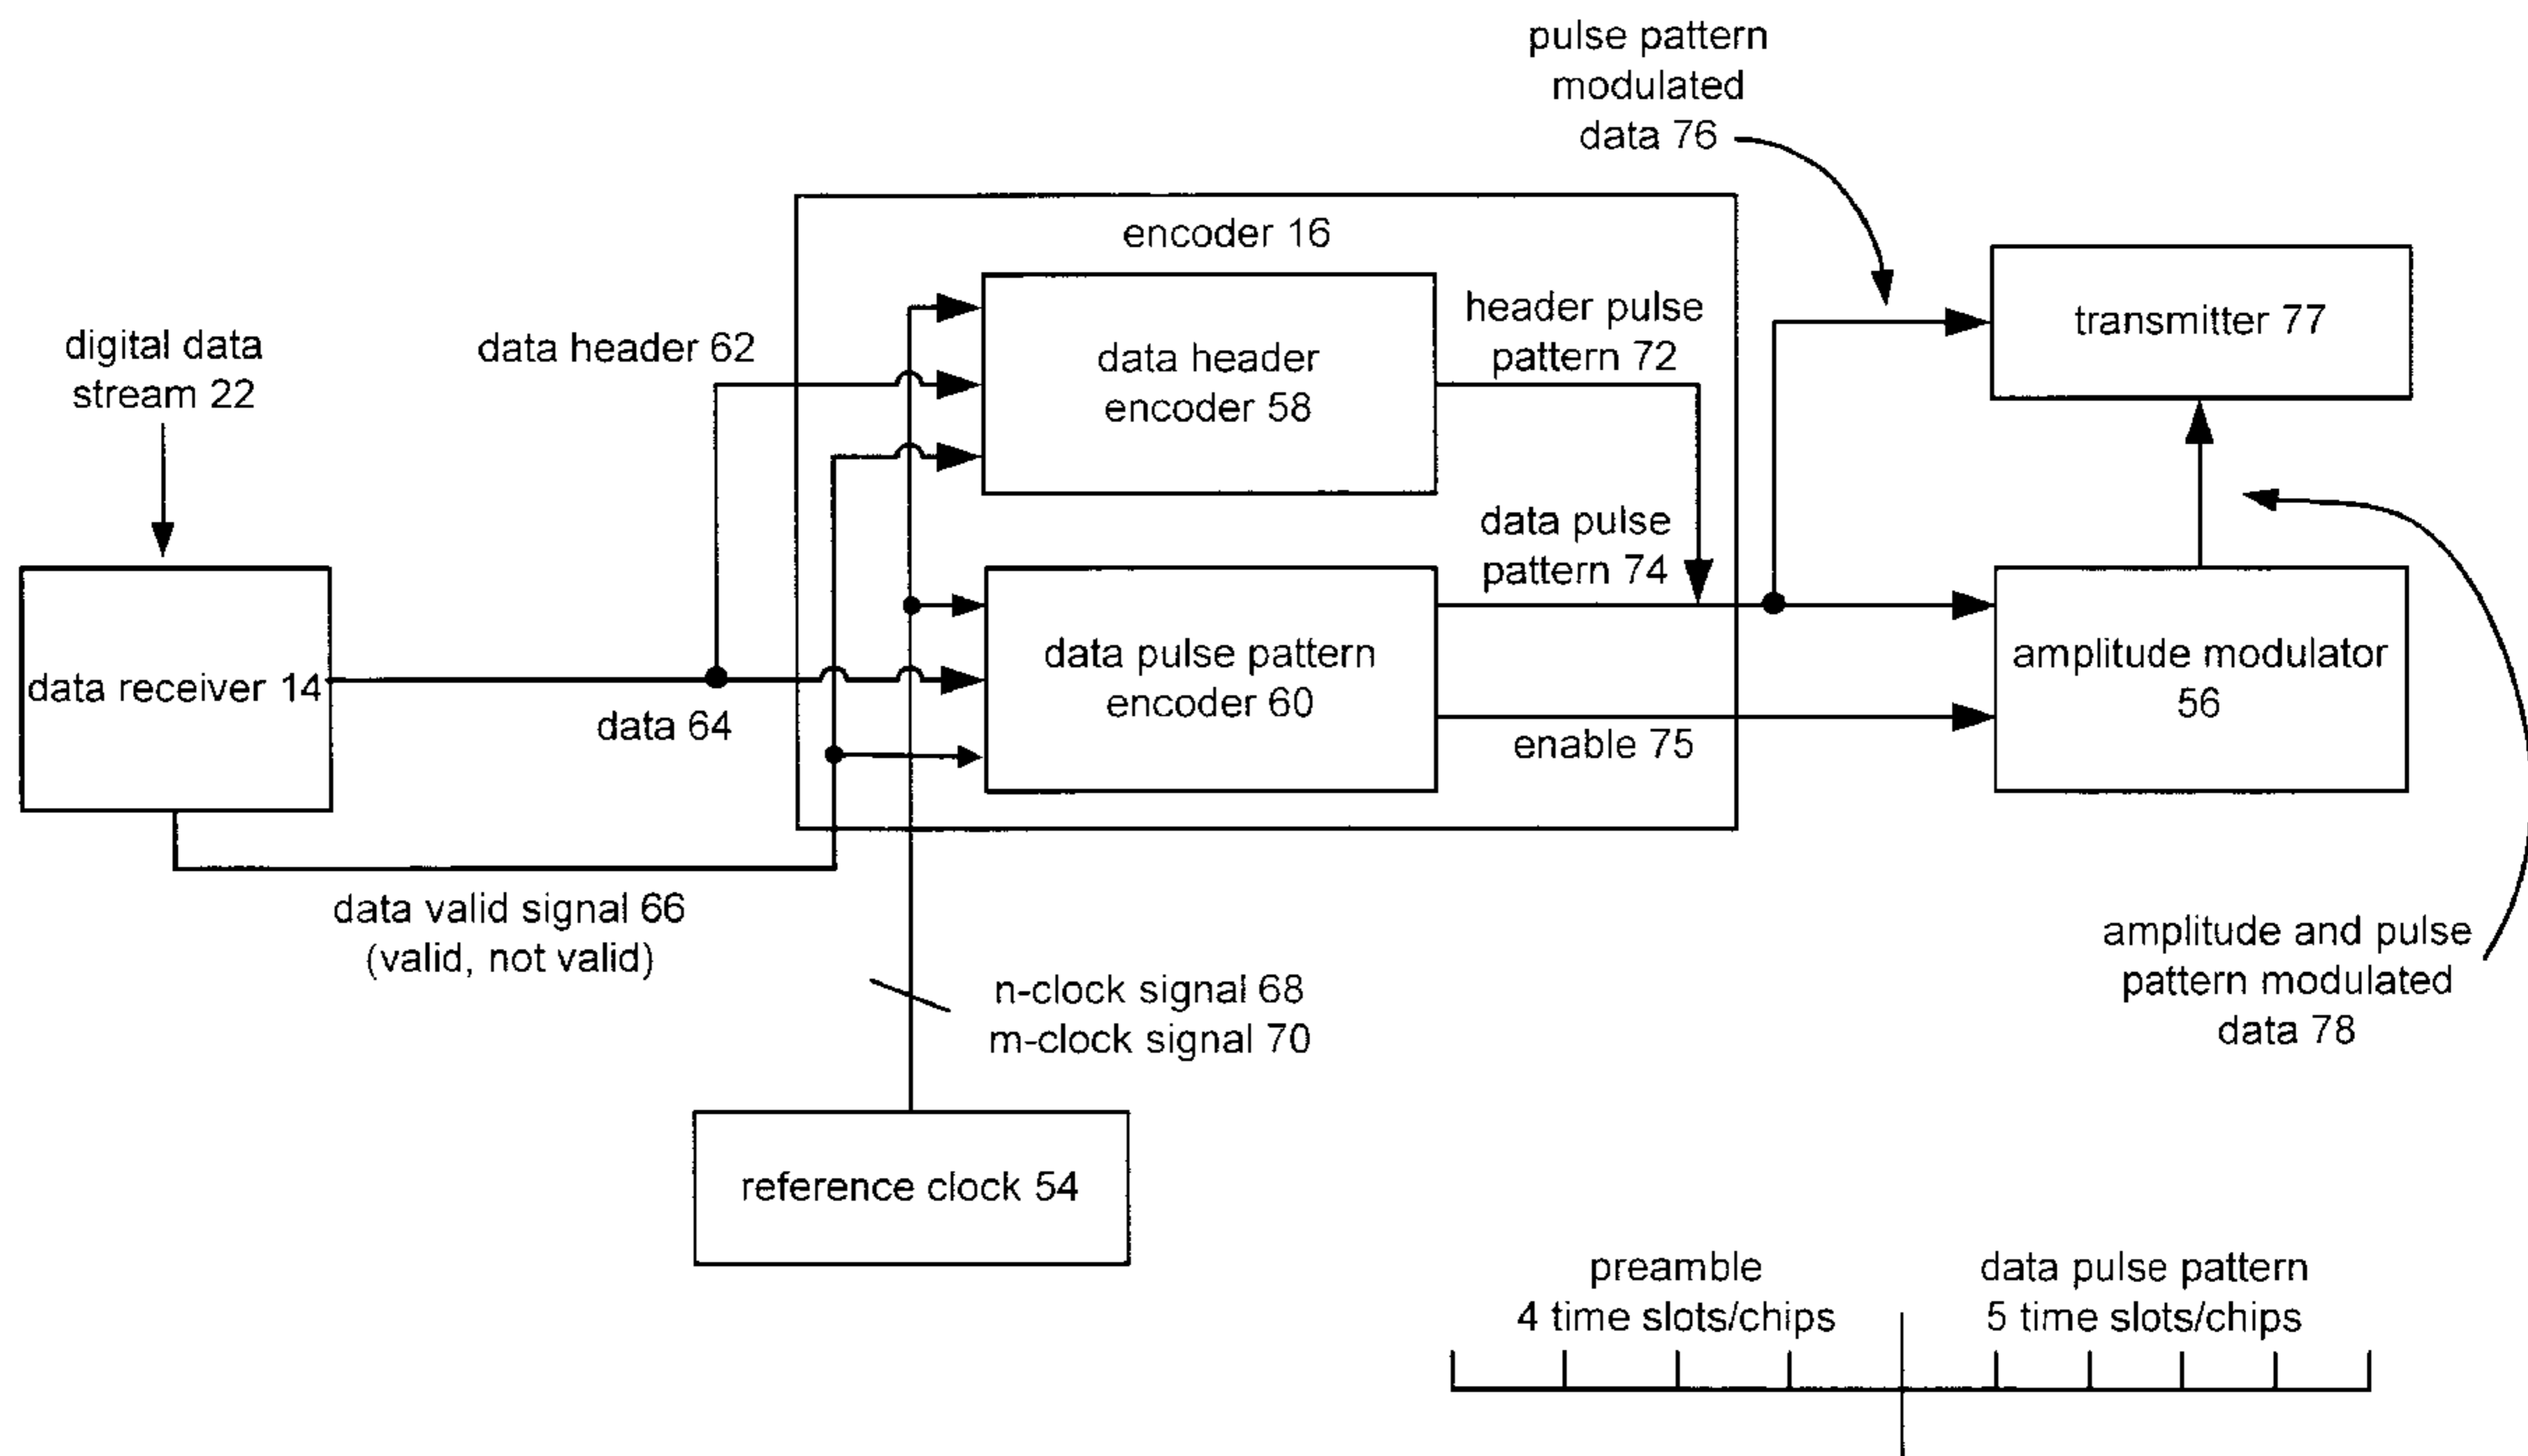 pulse pattern
modulated
data 76
encoder 16
digital data
stream 22
data header 62
data header
encoder 58
header pulse
pattern 72
transmitter 77
data pulse
pattern 74
data receiver 14
data 64
data pulse pattern
encoder 60
enable 75
amplitude modulator
56
data valid signal 66
(valid, not valid)
n-clock signal 68
m-clock signal 70
amplitude and pulse
pattern modulated
data 78
reference clock 54
preamble
4 time slots/chips
data pulse pattern
5 time slots/chips